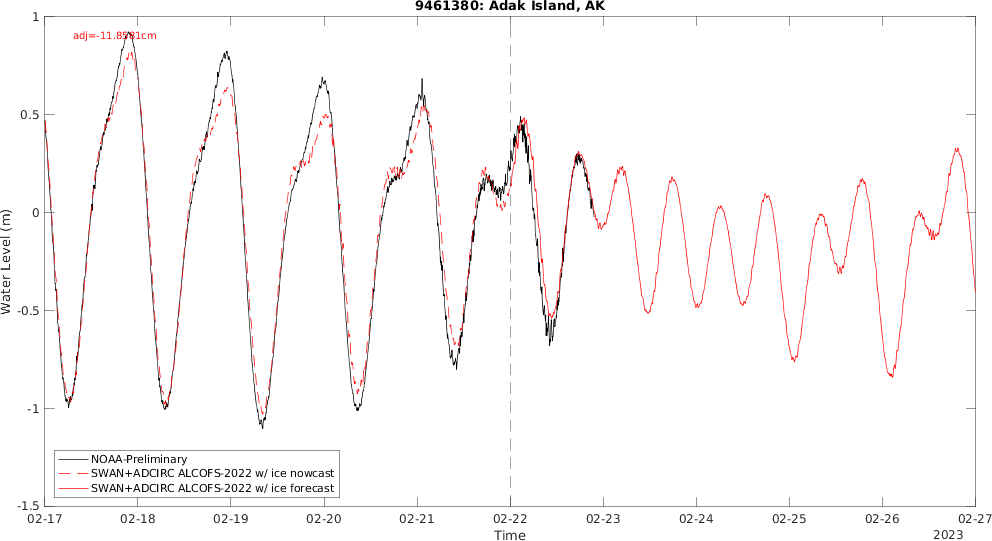 9461380: Adak Island, AK
adj=-11.8581cm
Water Level (m)
1
0.5
0
-0.5
-1
-1.5
NOAA-Preliminary
SWAN+ADCIRC ALCOFS-2022 w/ ice nowcast
SWAN+ADCIRC ALCOFS-2022 w/ ice forecast
02-17 02-18 02-19 02-20 02-21 02-22 02-23 02-24 02-25 02-26 02-27
Time
2023